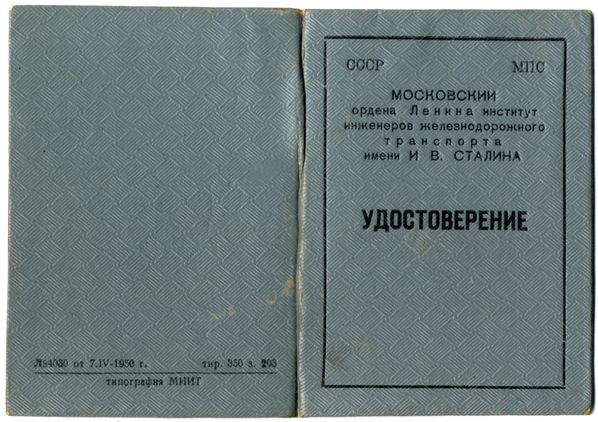 СССР МПС
МОСКОВСКИЙ
ордена Ленина институт
инженеров железнодорожного
транспорта
имени И В. СТАЛИНА
УДОСТОВЕРЕНИЕ
№4030 от 7.IV-1950 г. тир. 350 з. 205
типография МИИТ